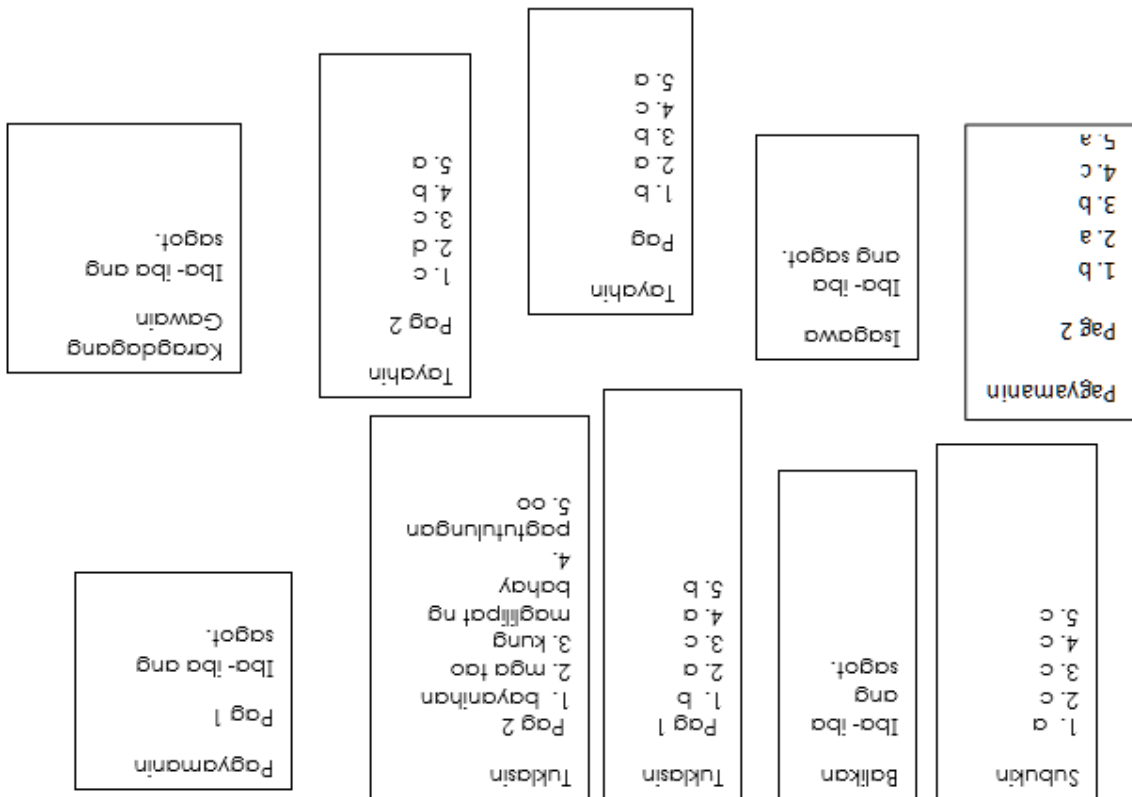 Subukin
1. a
2. c
3. c
4. c
5. c
Balikan
Iba- iba
ang
sagot.
Tuklasin
Pag 1
1. b
2. a
3. c
4. a
5. b
Tuklasin
Pag 2
1. bayanihan
2. mga tao
3. kung
maglilipat ng
bahay
4.
pagtutulungan
5. oo
Pagyamanin
Pag 1
Iba- iba ang
sagot.
Pagyamanin
Pag 2
1. b
2. a
3. b
4. c
5. a
Isagawa
Iba- iba
ang sagot.
Tayahin
Pag
1. b
2. a
3. b
4. c
5. a
Tayahin
Pag 2
1. c
2. d
3. c
4. b
5. a
Karagdagang
Gawain
Iba- iba ang
sagot.